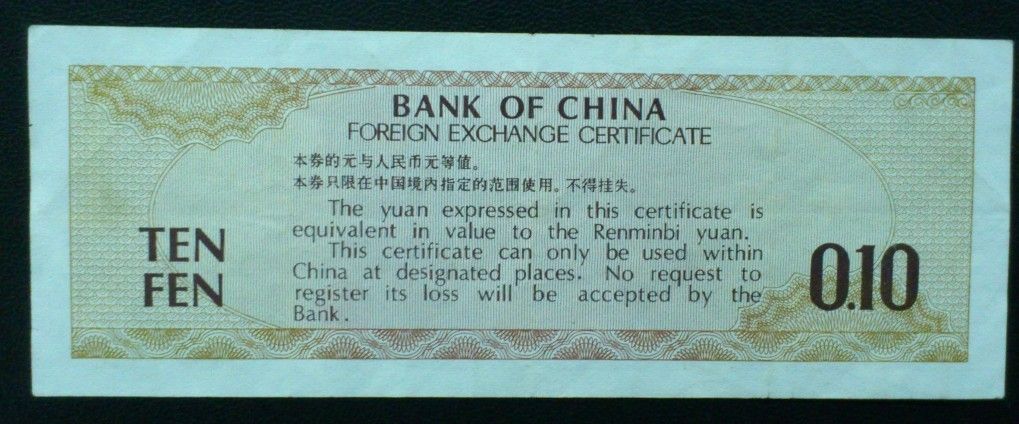 BANK OF CHINA
FOREIGN EXCHANGE CERTIFICATE
本券的元与人民币元等值。
本券只限在中国境内指定的范围使用。不得挂失。
The yuan expressed in this certificate is
equivalent in value to the Renminbi yuan.
This certificate can only be used within
China at designated places. No request to
register its loss will be accepted by the
Bank.
TEN
FEN
0.10